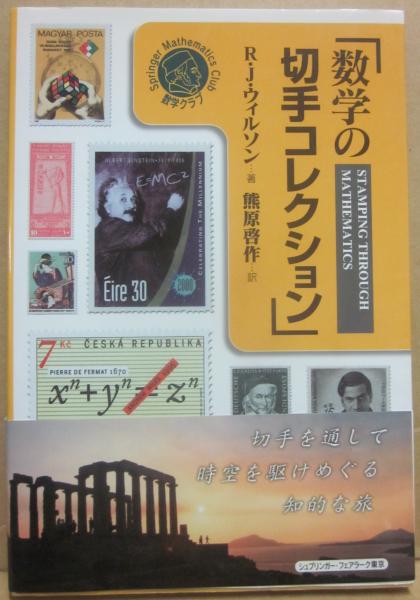 「数学の
切手コレクション」
STAMPING THROUGH
MATHEMATICS
R・J・ウィルソン…著 熊原啓作…訳
Springer Mathematics Club
数学クラブ
MAGYAR POSTA
E=MC²
CELEBRATING THE MILLENNIUM
2000
Éire 30
7 Kč ČESKÁ REPUBLIKA
PIERRE DE FERMAT 1670
xⁿ+yⁿ=zⁿ
切手を通して
時空を駆けめぐる
知的な旅
シュプリンガー・フェアラーク東京